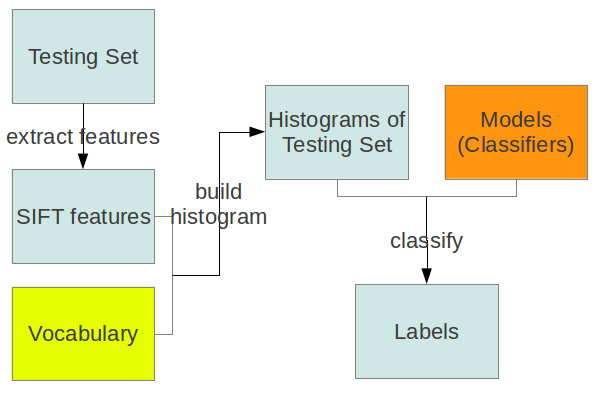 Testing Set
extract features
SIFT features
Vocabulary
build
histogram
Histograms of
Testing Set
Models
(Classifiers)
classify
Labels